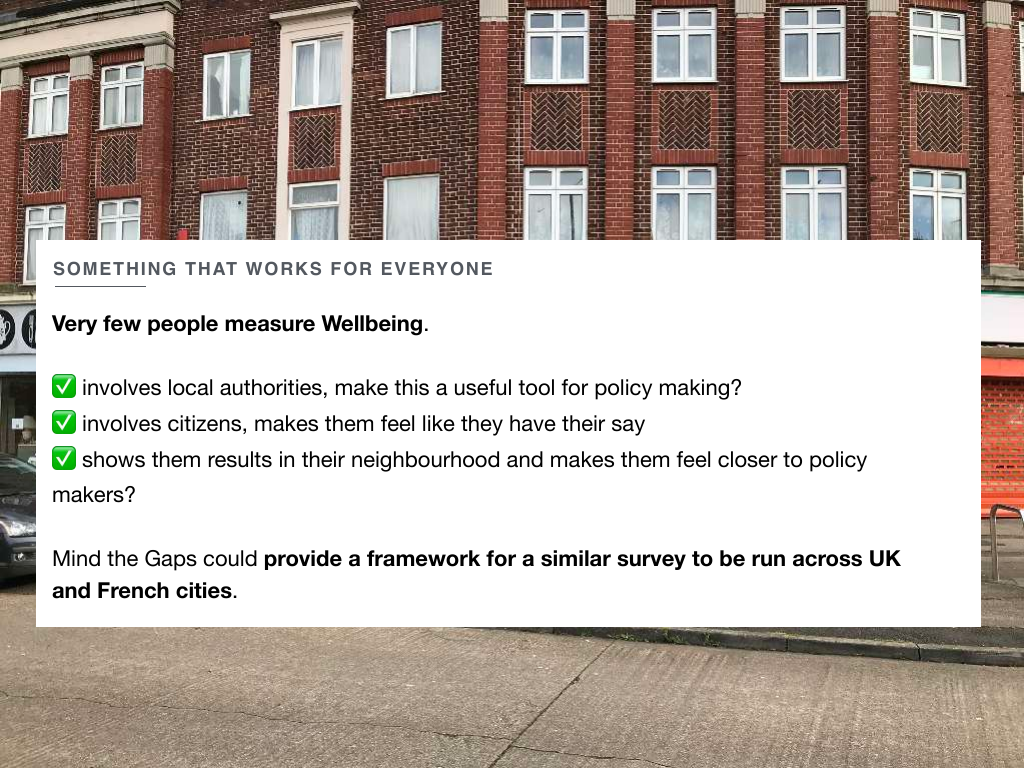 SOMETHING THAT WORKS FOR EVERYONE
Very few people measure Wellbeing.
✅ involves local authorities, make this a useful tool for policy making?
✅ involves citizens, makes them feel like they have their say
✅ shows them results in their neighbourhood and makes them feel closer to policy
makers?
Mind the Gaps could provide a framework for a similar survey to be run across UK
and French cities.